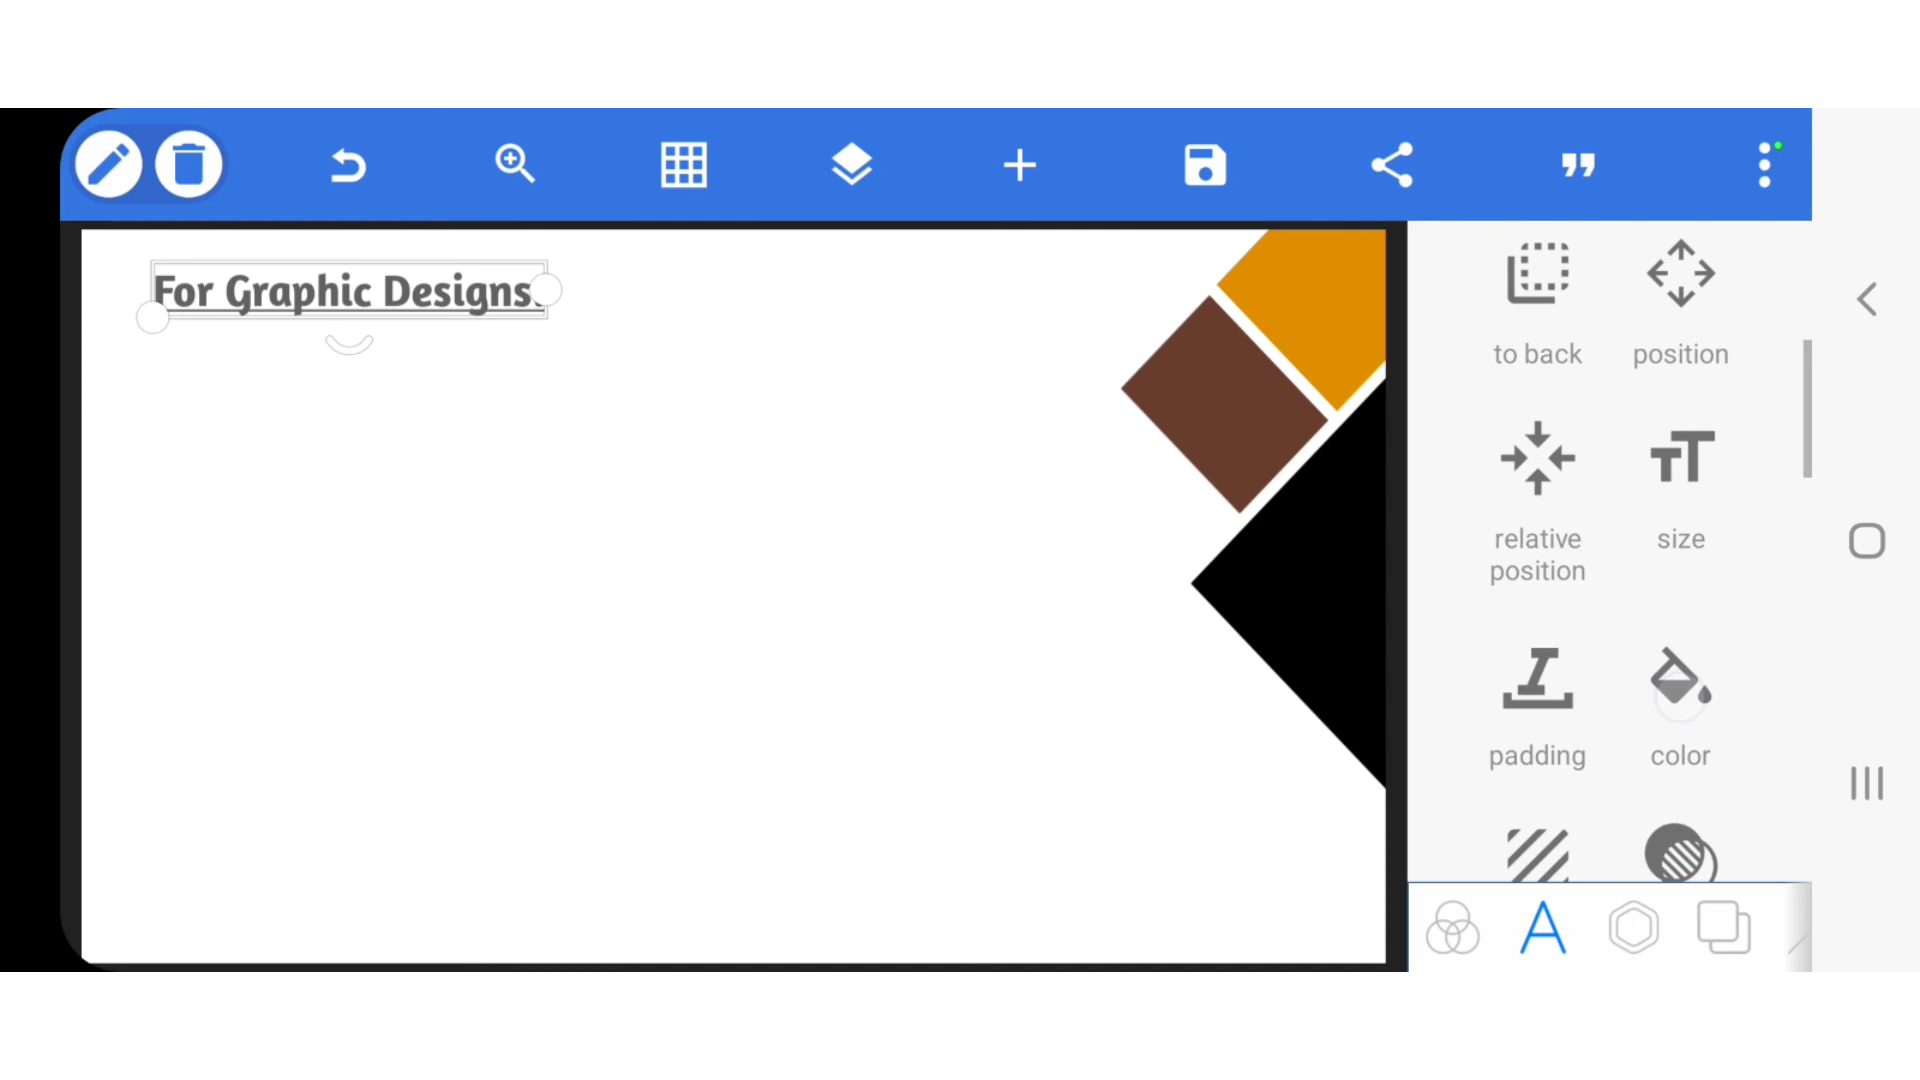 For Graphic Designs.
to back
position
relative
position
size
padding
color